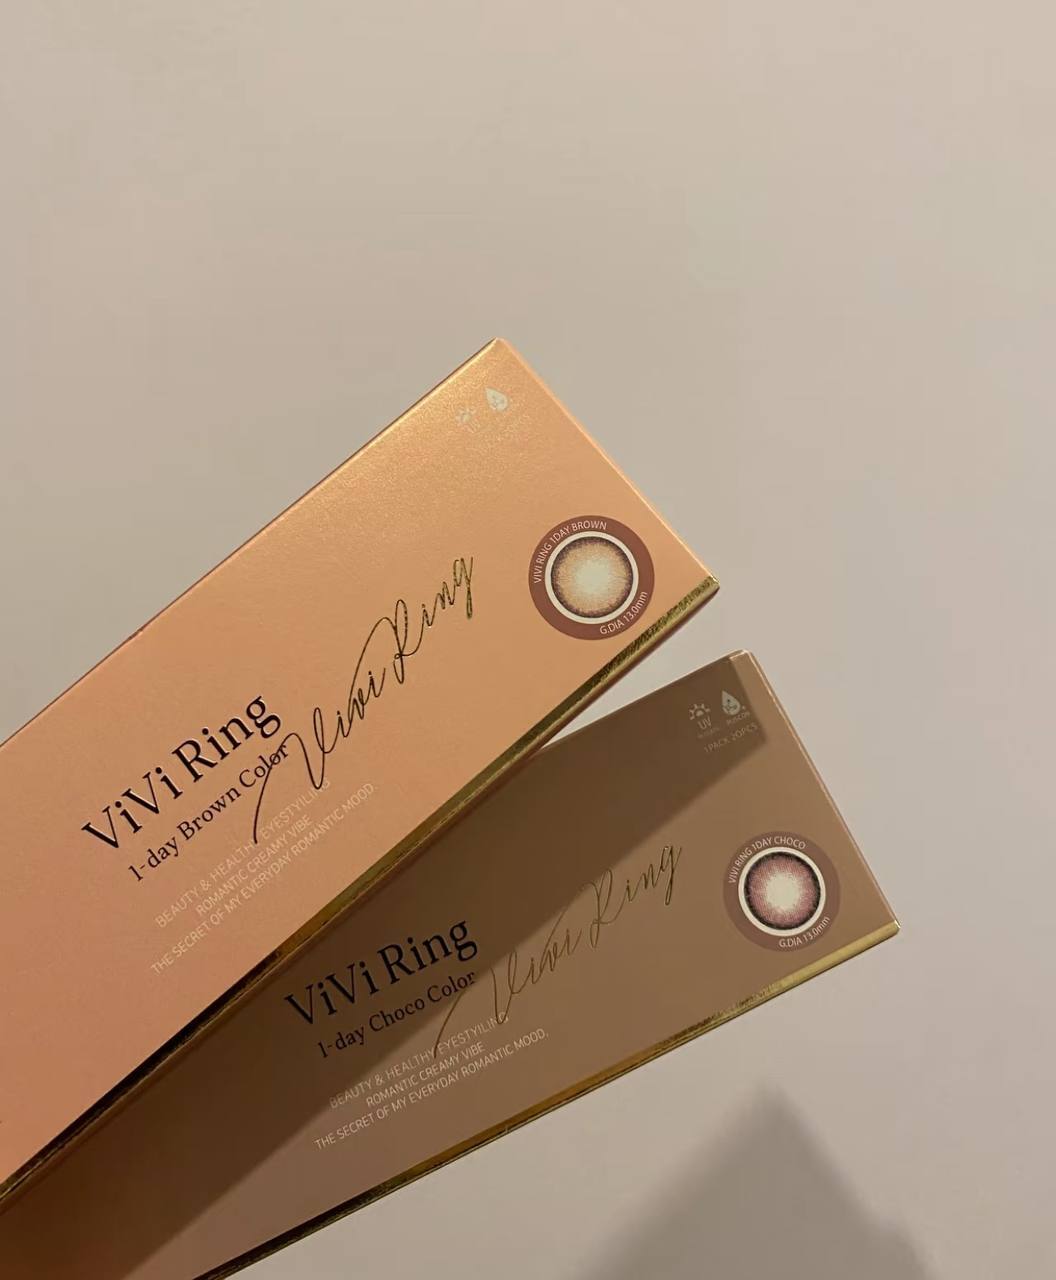 UV
VIVI RING 1DAY BROWN
G.DIA 13.0mm
Vivi Ring
ViVi Ring
1-day Brown Color
BEAUTY & HEALTHY EYESTYILING
ROMANTIC CREAMY VIBE
THE SECRET OF MY EVERYDAY ROMANTIC MOOD.
UV
PUSCON
1PACK 20PCS
VIVI RING 1DAY CHOCO
G.DIA 13.0mm
Vivi Ring
ViVi Ring
1-day Choco Color
BEAUTY & HEALTHY EYESTYILING
ROMANTIC CREAMY VIBE
THE SECRET OF MY EVERYDAY ROMANTIC MOOD.